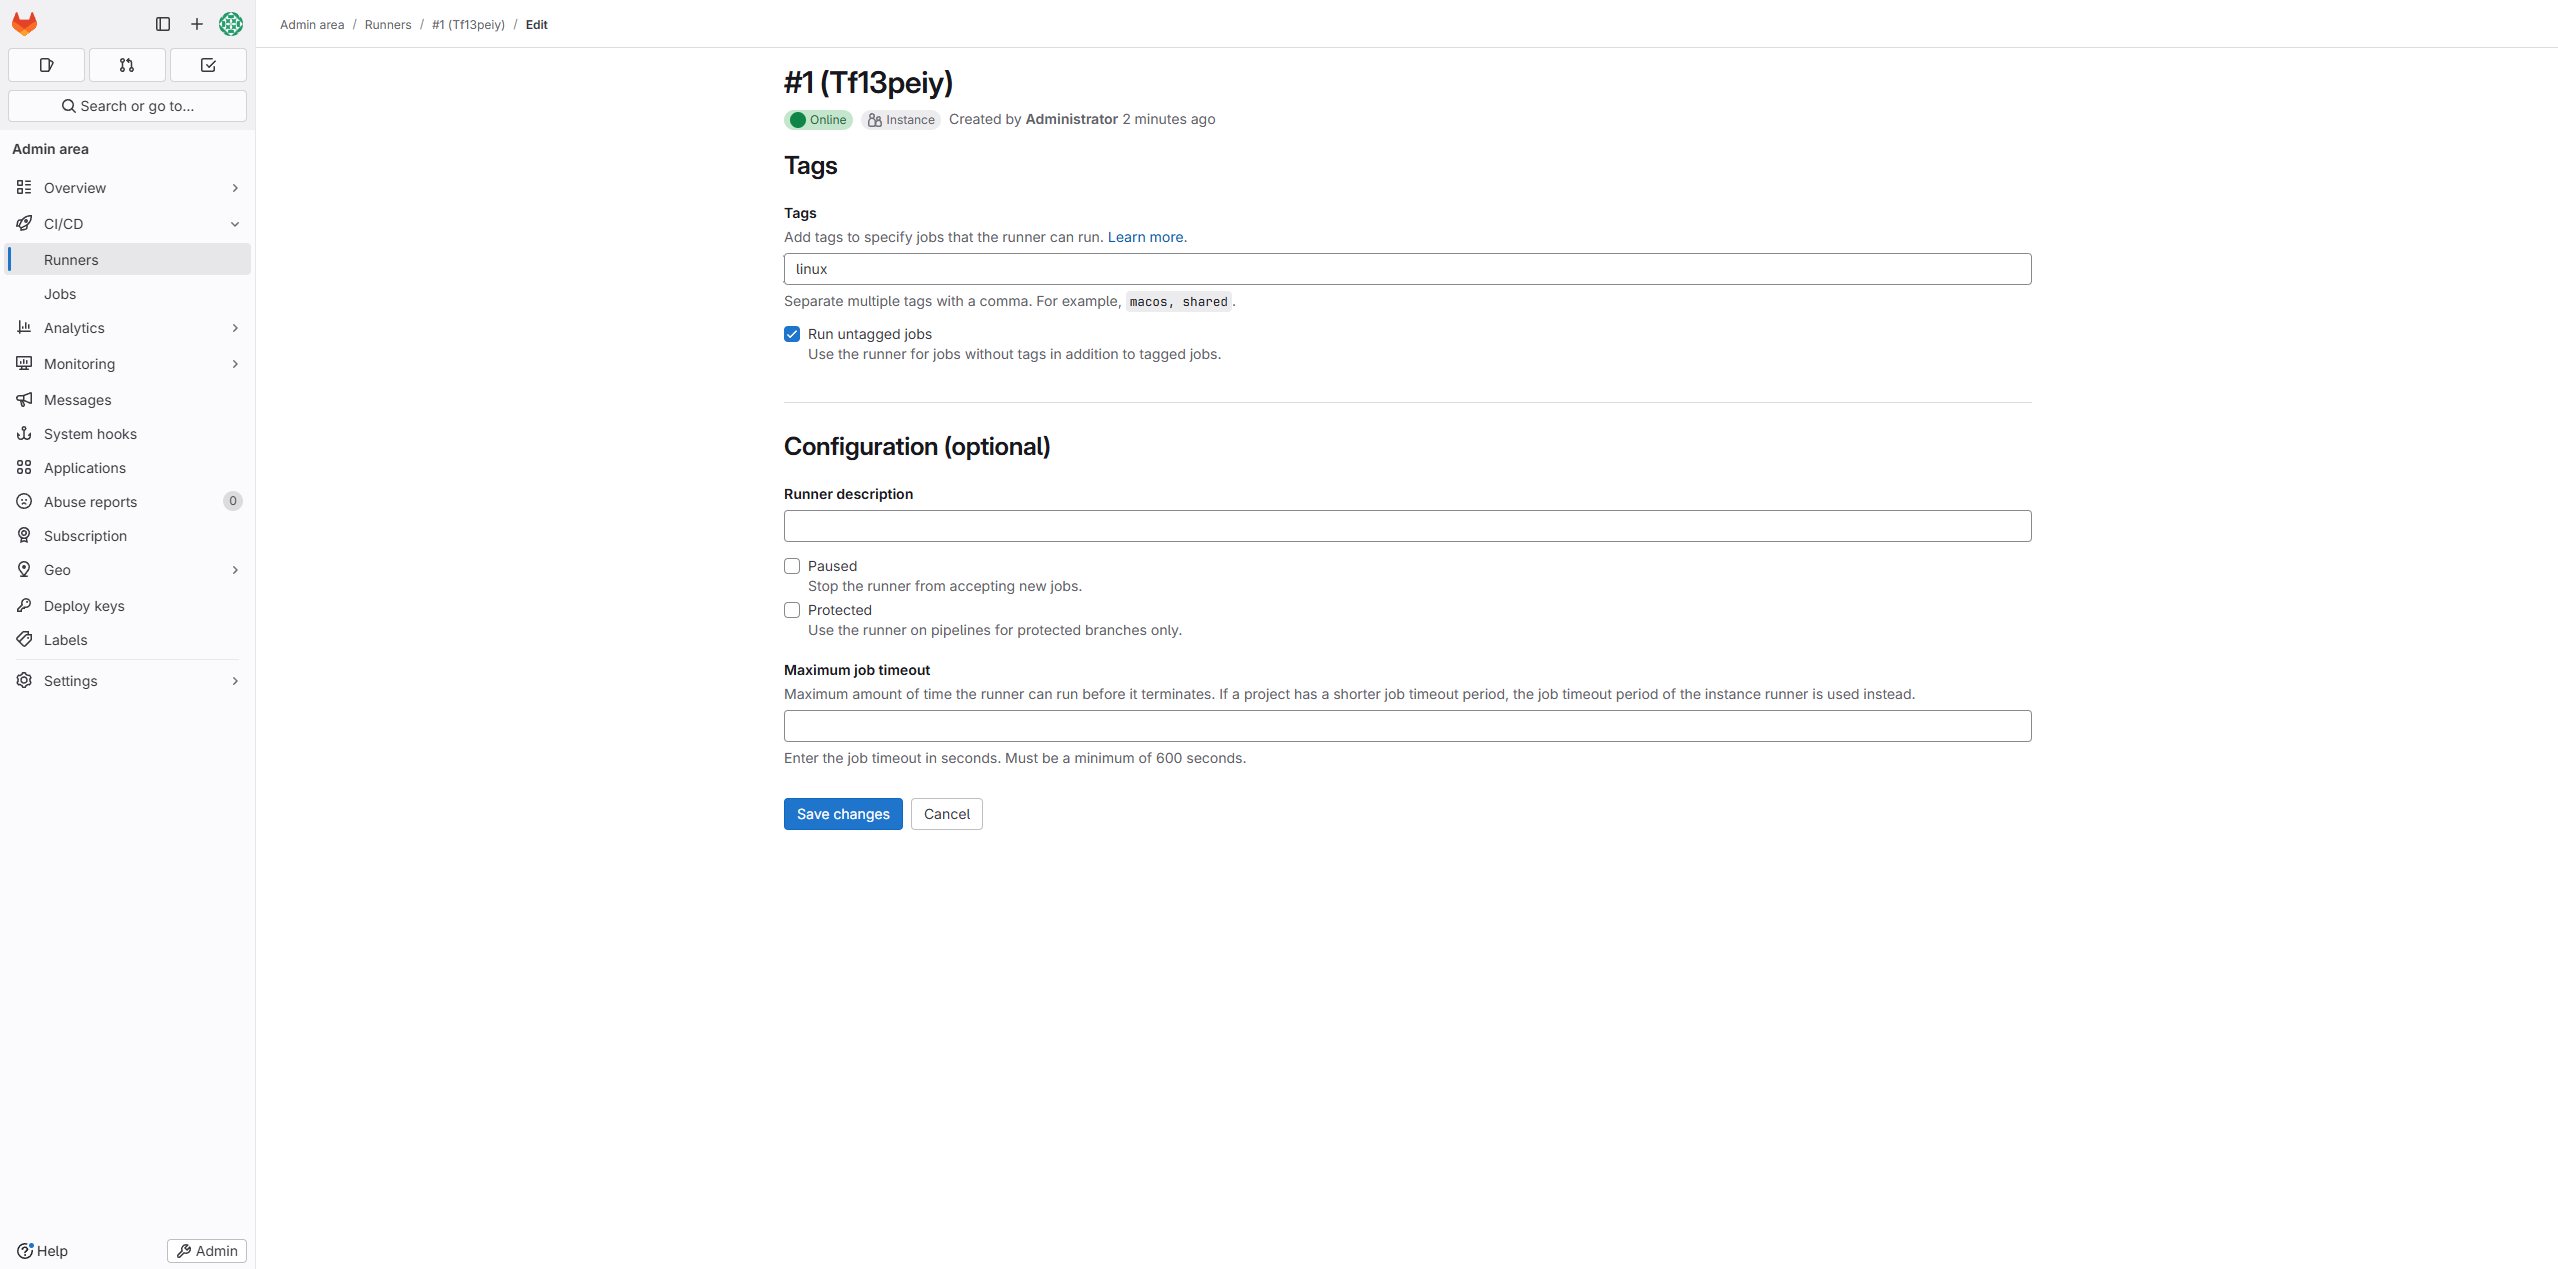 Search or go to...
Admin area
Overview
CI/CD
Runners
Jobs
Analytics
Monitoring
Messages
System hooks
Applications
Abuse reports 0
Subscription
Geo
Deploy keys
Labels
Settings
Help
Admin
Admin area / Runners / #1 (Tf13peiy) / Edit
#1 (Tf13peiy)
Online Instance Created by Administrator 2 minutes ago
Tags
Tags
Add tags to specify jobs that the runner can run. Learn more.
linux
Separate multiple tags with a comma. For example, macos, shared.
Run untagged jobs
Use the runner for jobs without tags in addition to tagged jobs.
Configuration (optional)
Runner description
Paused
Stop the runner from accepting new jobs.
Protected
Use the runner on pipelines for protected branches only.
Maximum job timeout
Maximum amount of time the runner can run before it terminates. If a project has a shorter job timeout period, the job timeout period of the instance runner is used instead.
Enter the job timeout in seconds. Must be a minimum of 600 seconds.
Save changes Cancel